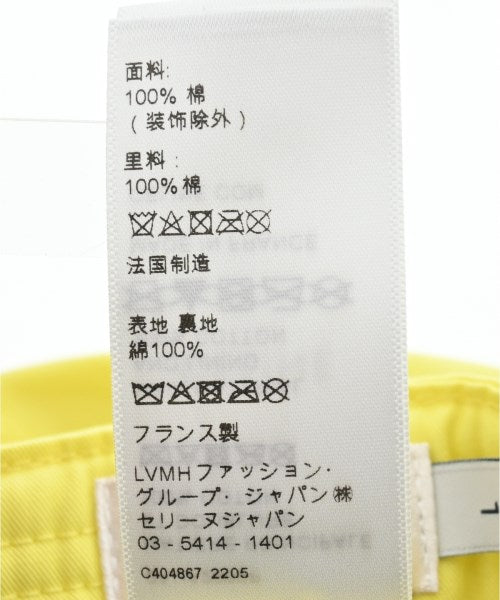 面料:
100% 棉
(装饰除外)
里料:
100% 棉
法国制造
表地 裏地
綿100%
フランス製
LVMHファッション・
グループ・ジャパン㈱
セリーヌジャパン
03-5414-1401
C404867 2205